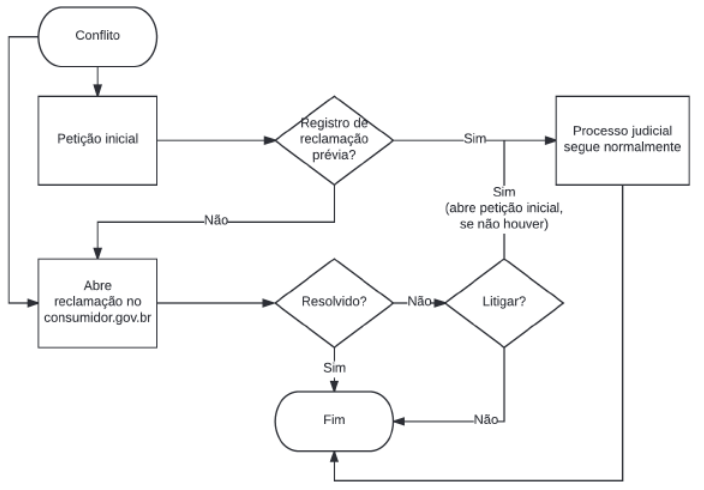 Conflito
Petição inicial
Registro de
reclamação
prévia?
Sim
Processo judicial
segue normalmente
Sim
(abre petição inicial,
se não houver)
Não
Abre
reclamação no
consumidor.gov.br
Resolvido?
Não
Litigar?
Sim
Fim
Não